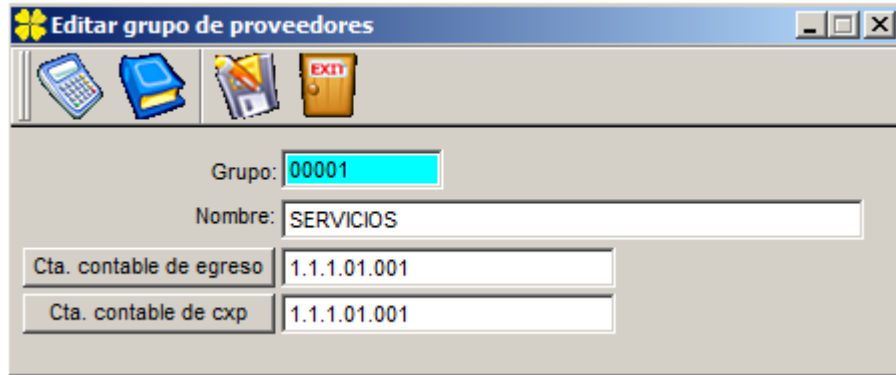 Editar grupo de proveedores
EXIT
Grupo: 00001
Nombre: SERVICIOS
Cta. contable de egreso 1.1.1.01.001
Cta. contable de cxp 1.1.1.01.001